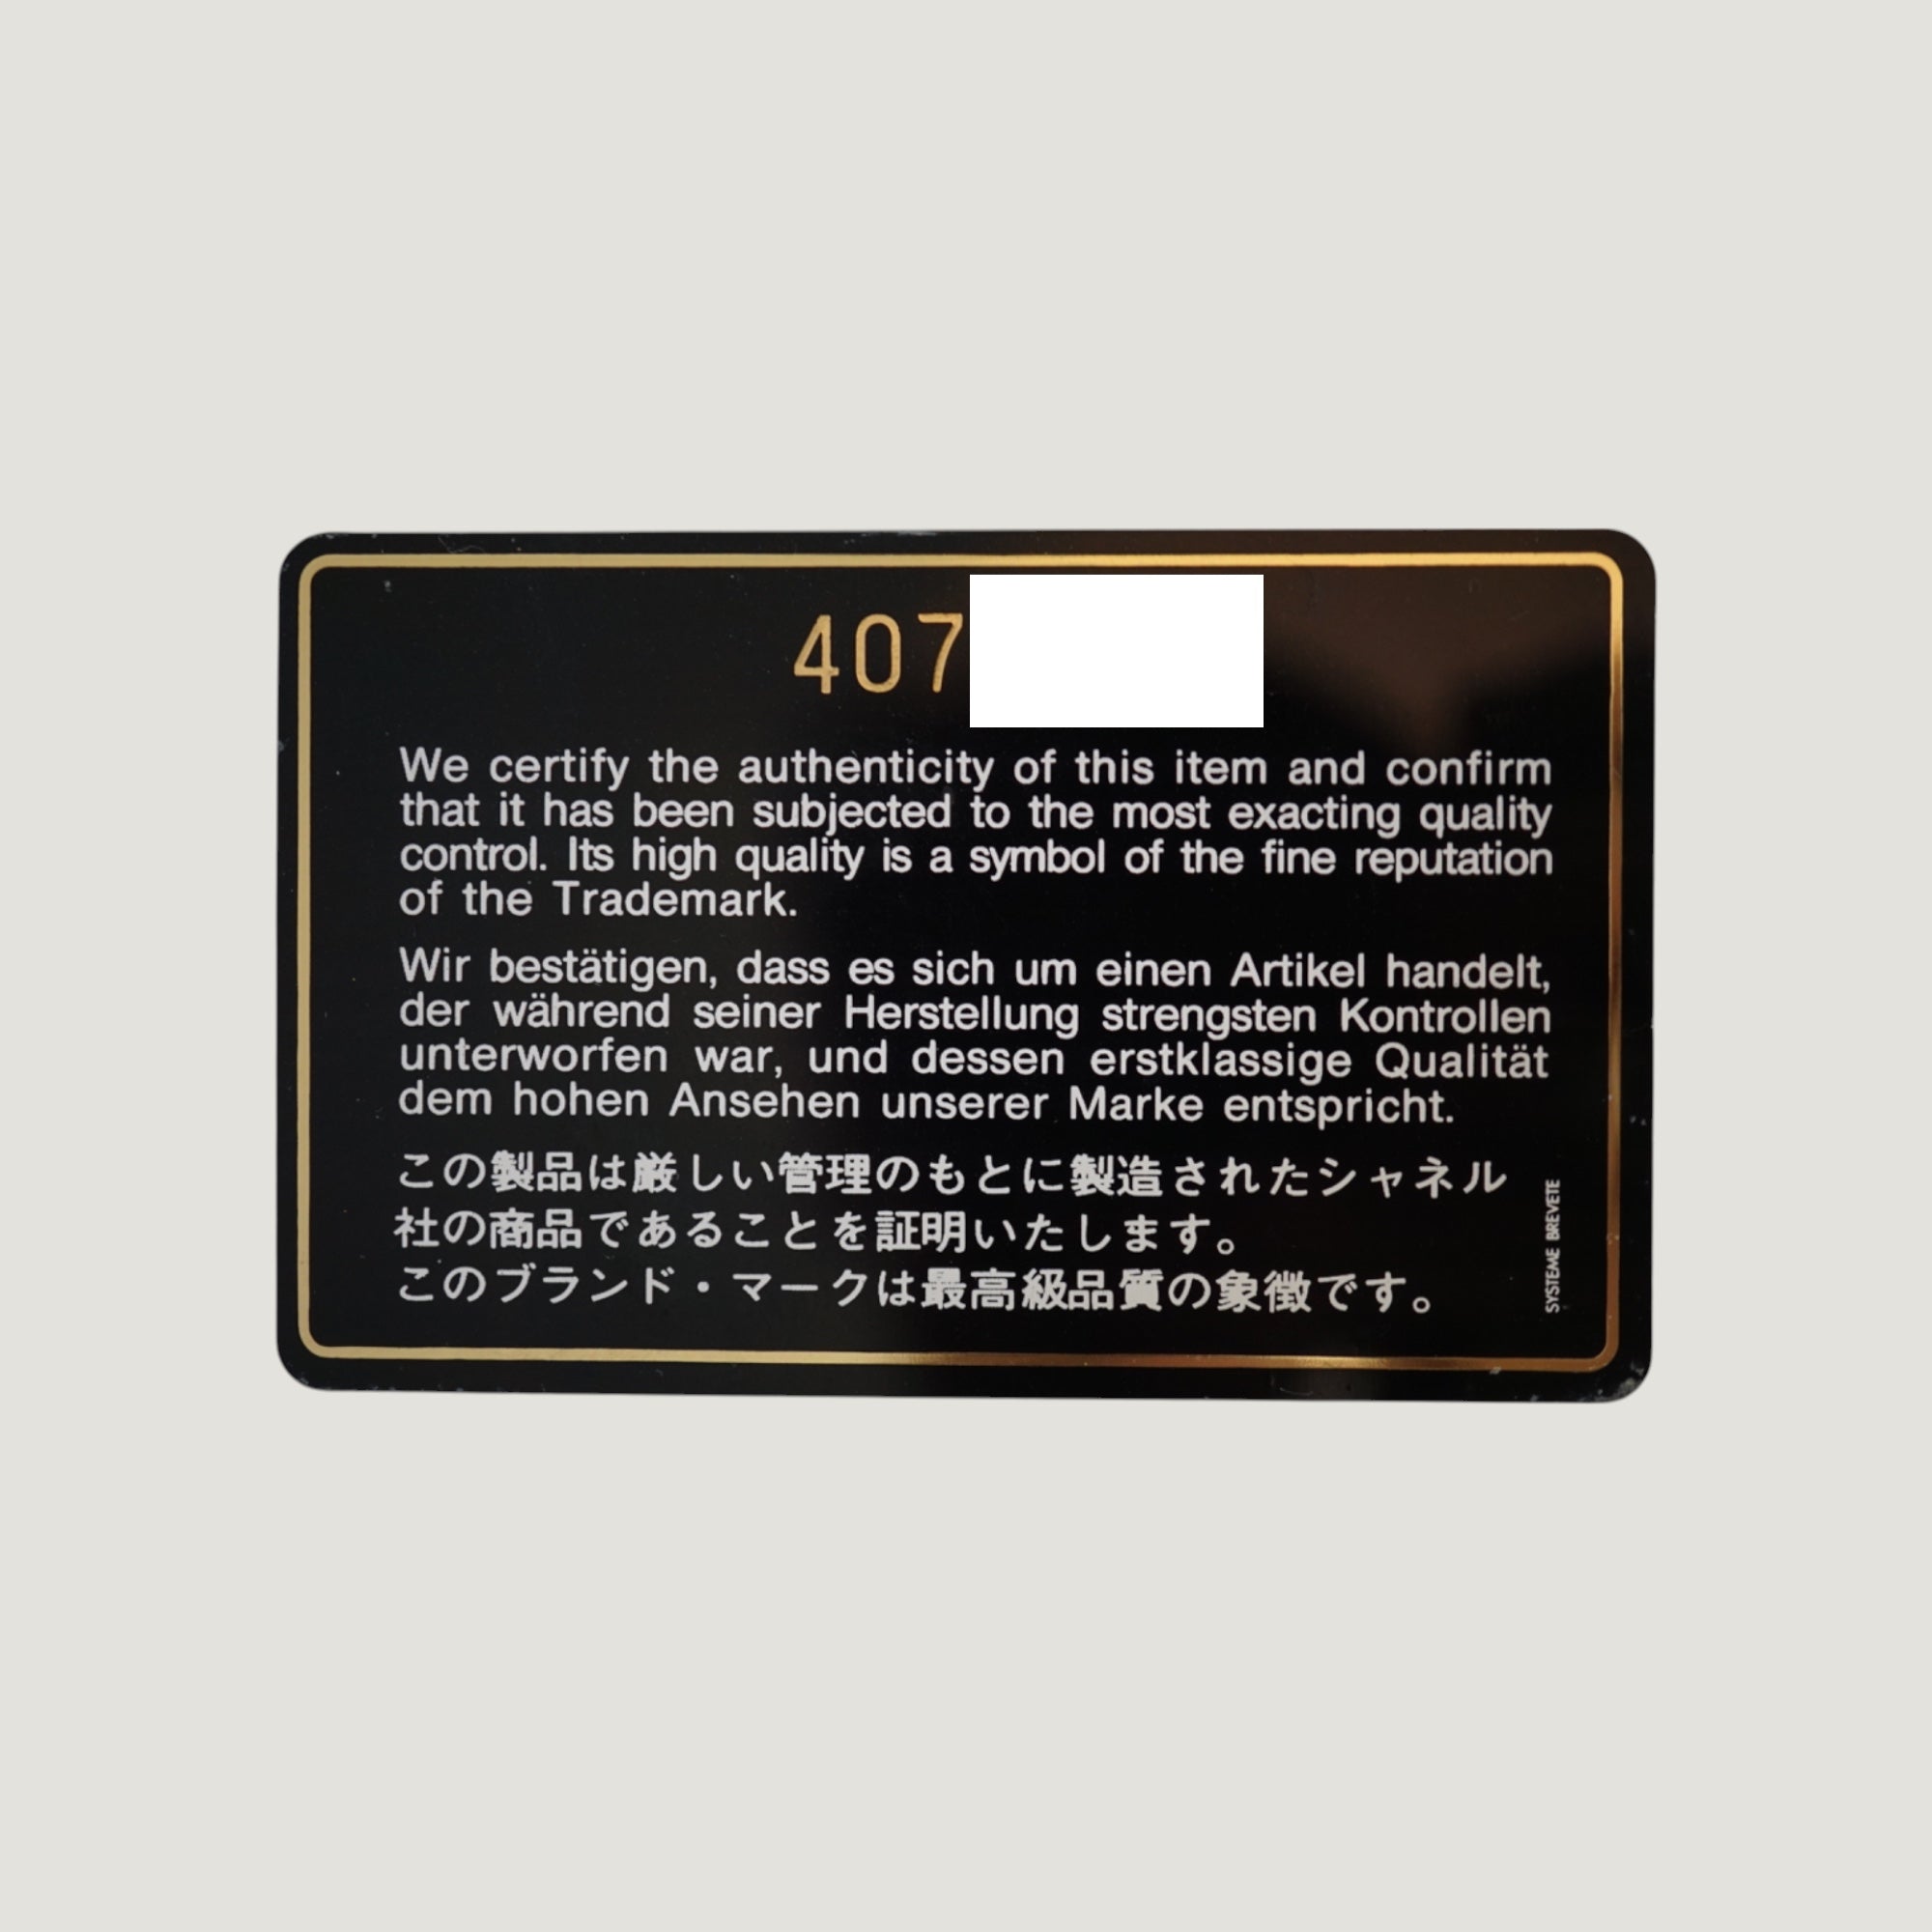 407
We certify the authenticity of this item and confirm
that it has been subjected to the most exacting quality
control. Its high quality is a symbol of the fine reputation
of the Trademark.
Wir bestätigen, dass es sich um einen Artikel handelt,
der während seiner Herstellung strengsten Kontrollen
unterworfen war, und dessen erstklassige Qualität
dem hohen Ansehen unserer Marke entspricht.
この製品は厳しい管理のもとに製造されたシャネル
社の商品であることを証明いたします。
このブランド・マークは最高級品質の象徴です。
SYSTEME BREVETE